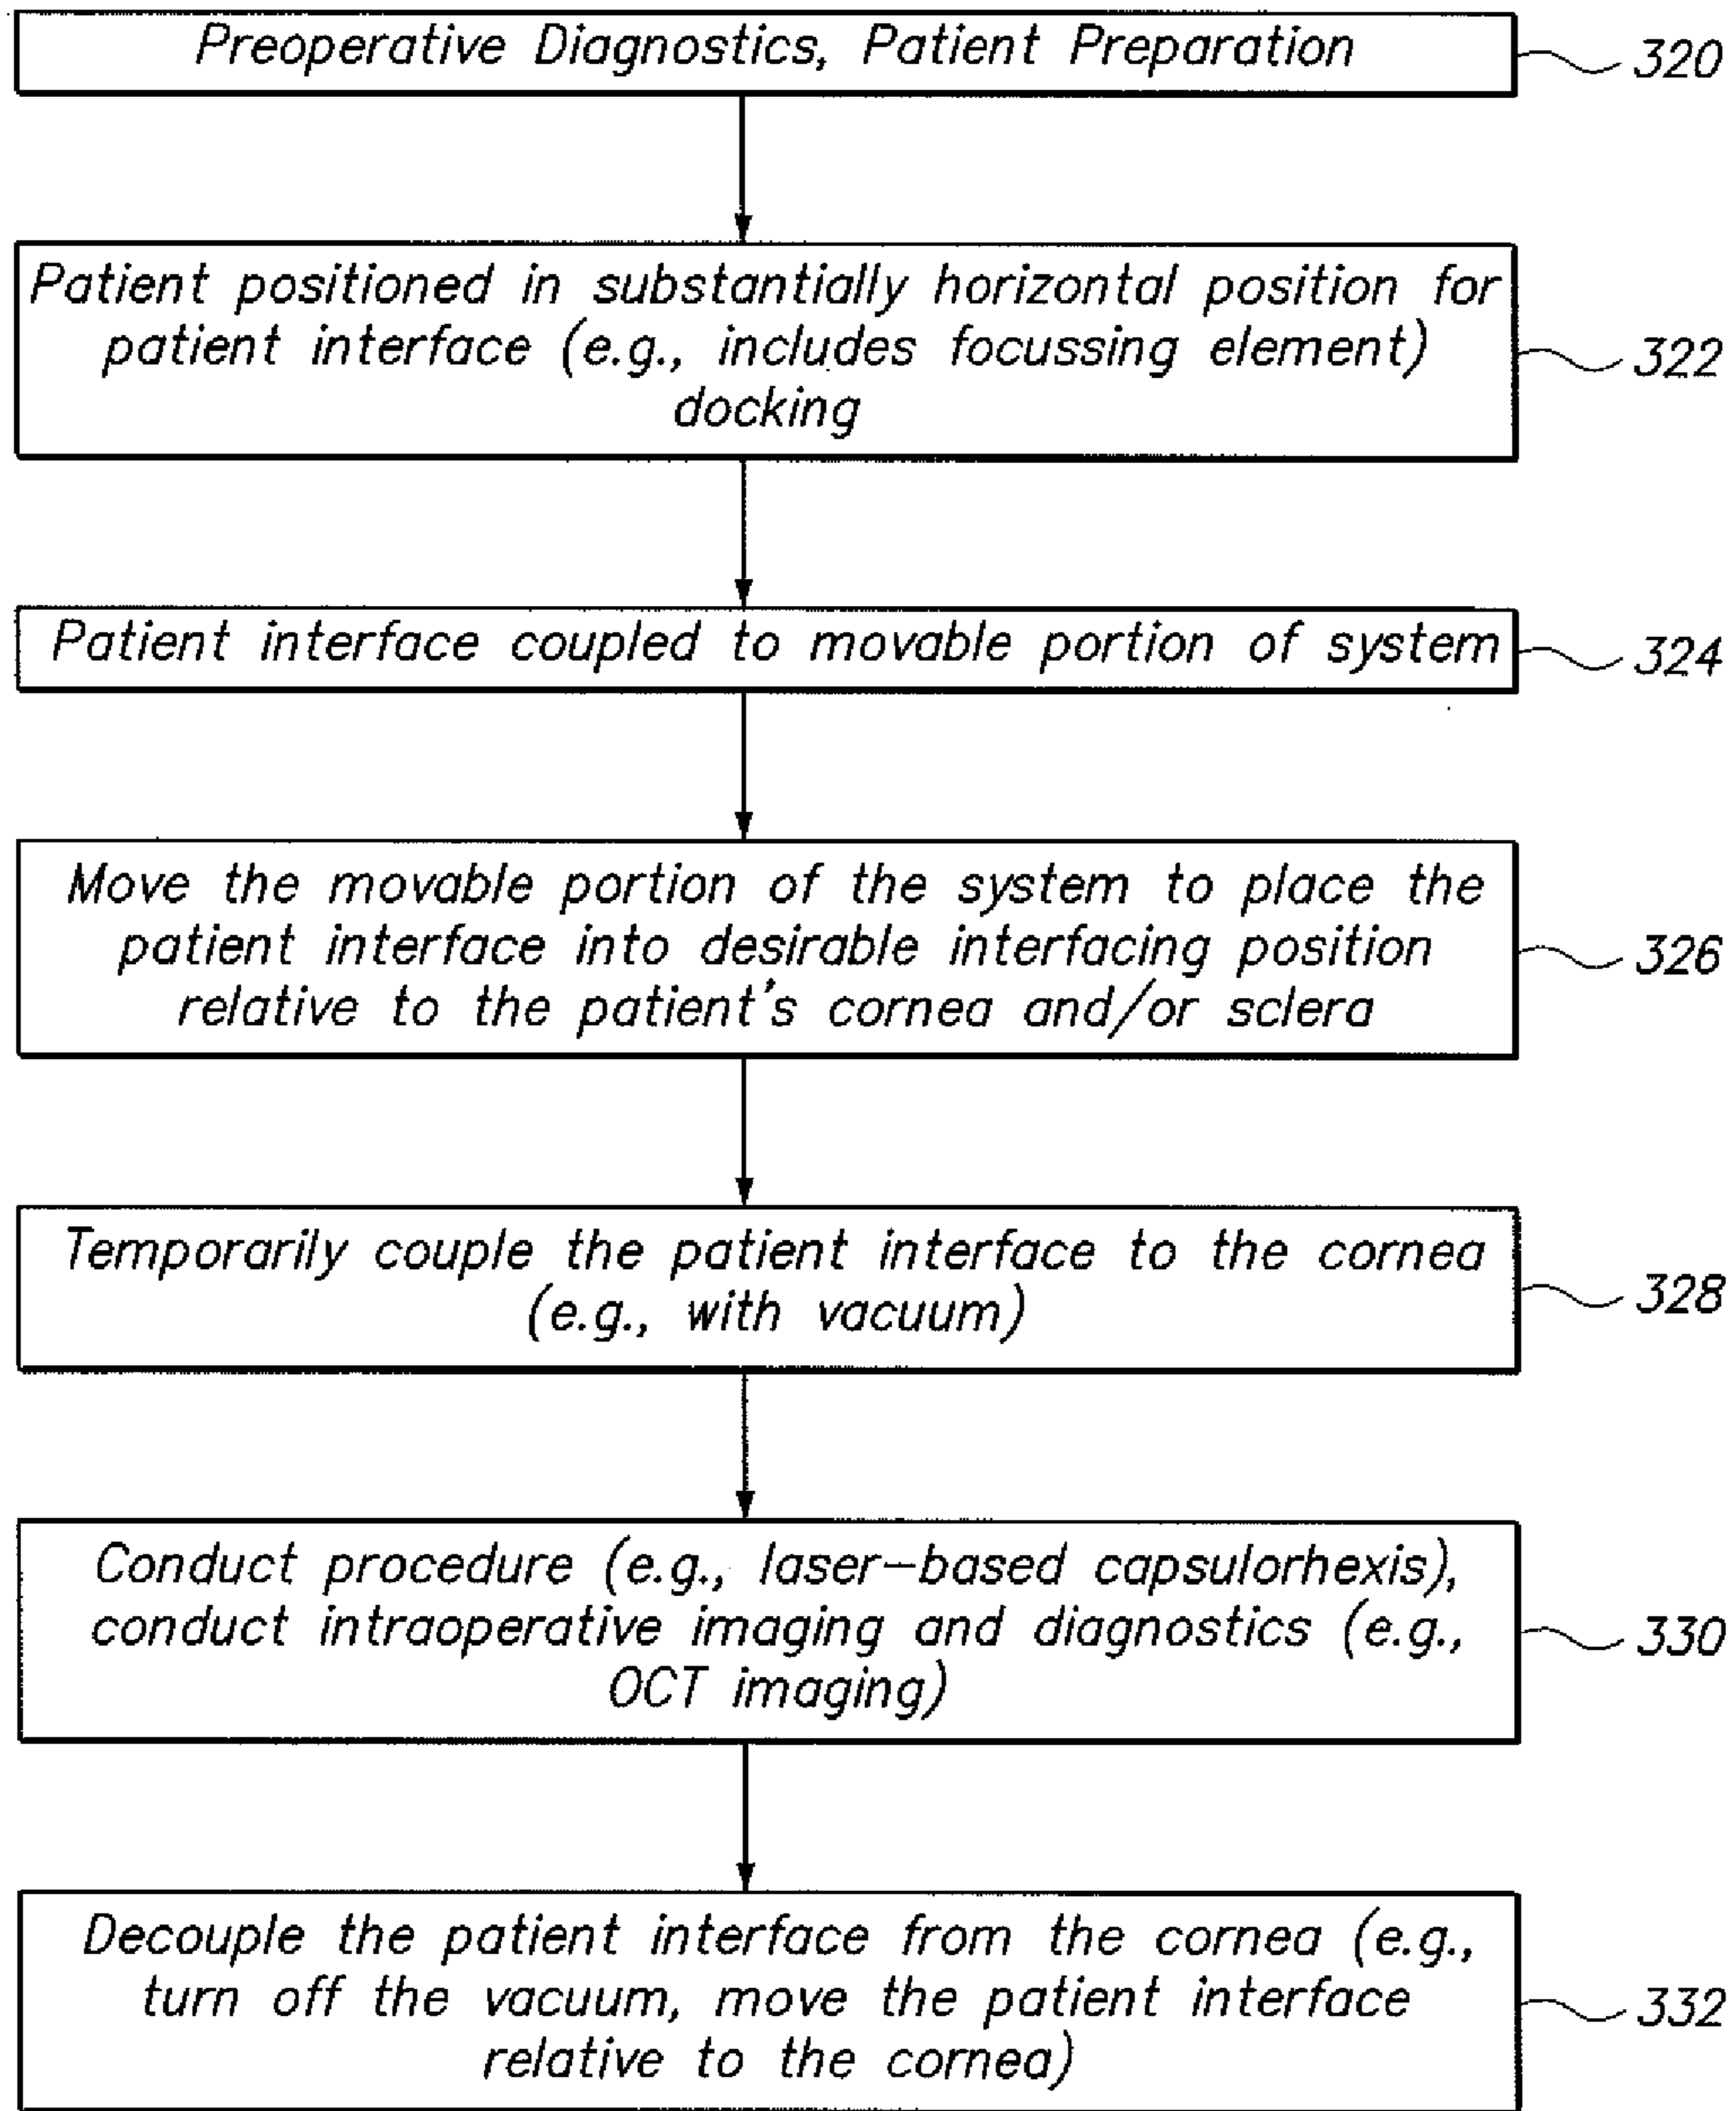 Preoperative Diagnostics, Patient Preparation
320
Patient positioned in substantially horizontal position for
patient interface (e.g., includes focussing element)
docking
322
Patient interface coupled to movable portion of system
324
Move the movable portion of the system to place the
patient interface into desirable interfacing position
relative to the patient's cornea and/or sclera
326
Temporarily couple the patient interface to the cornea
(e.g., with vacuum)
328
Conduct procedure (e.g., laser-based capsulorhexis),
conduct intraoperative imaging and diagnostics (e.g.,
OCT imaging)
330
Decouple the patient interface from the cornea (e.g.,
turn off the vacuum, move the patient interface
relative to the cornea)
332